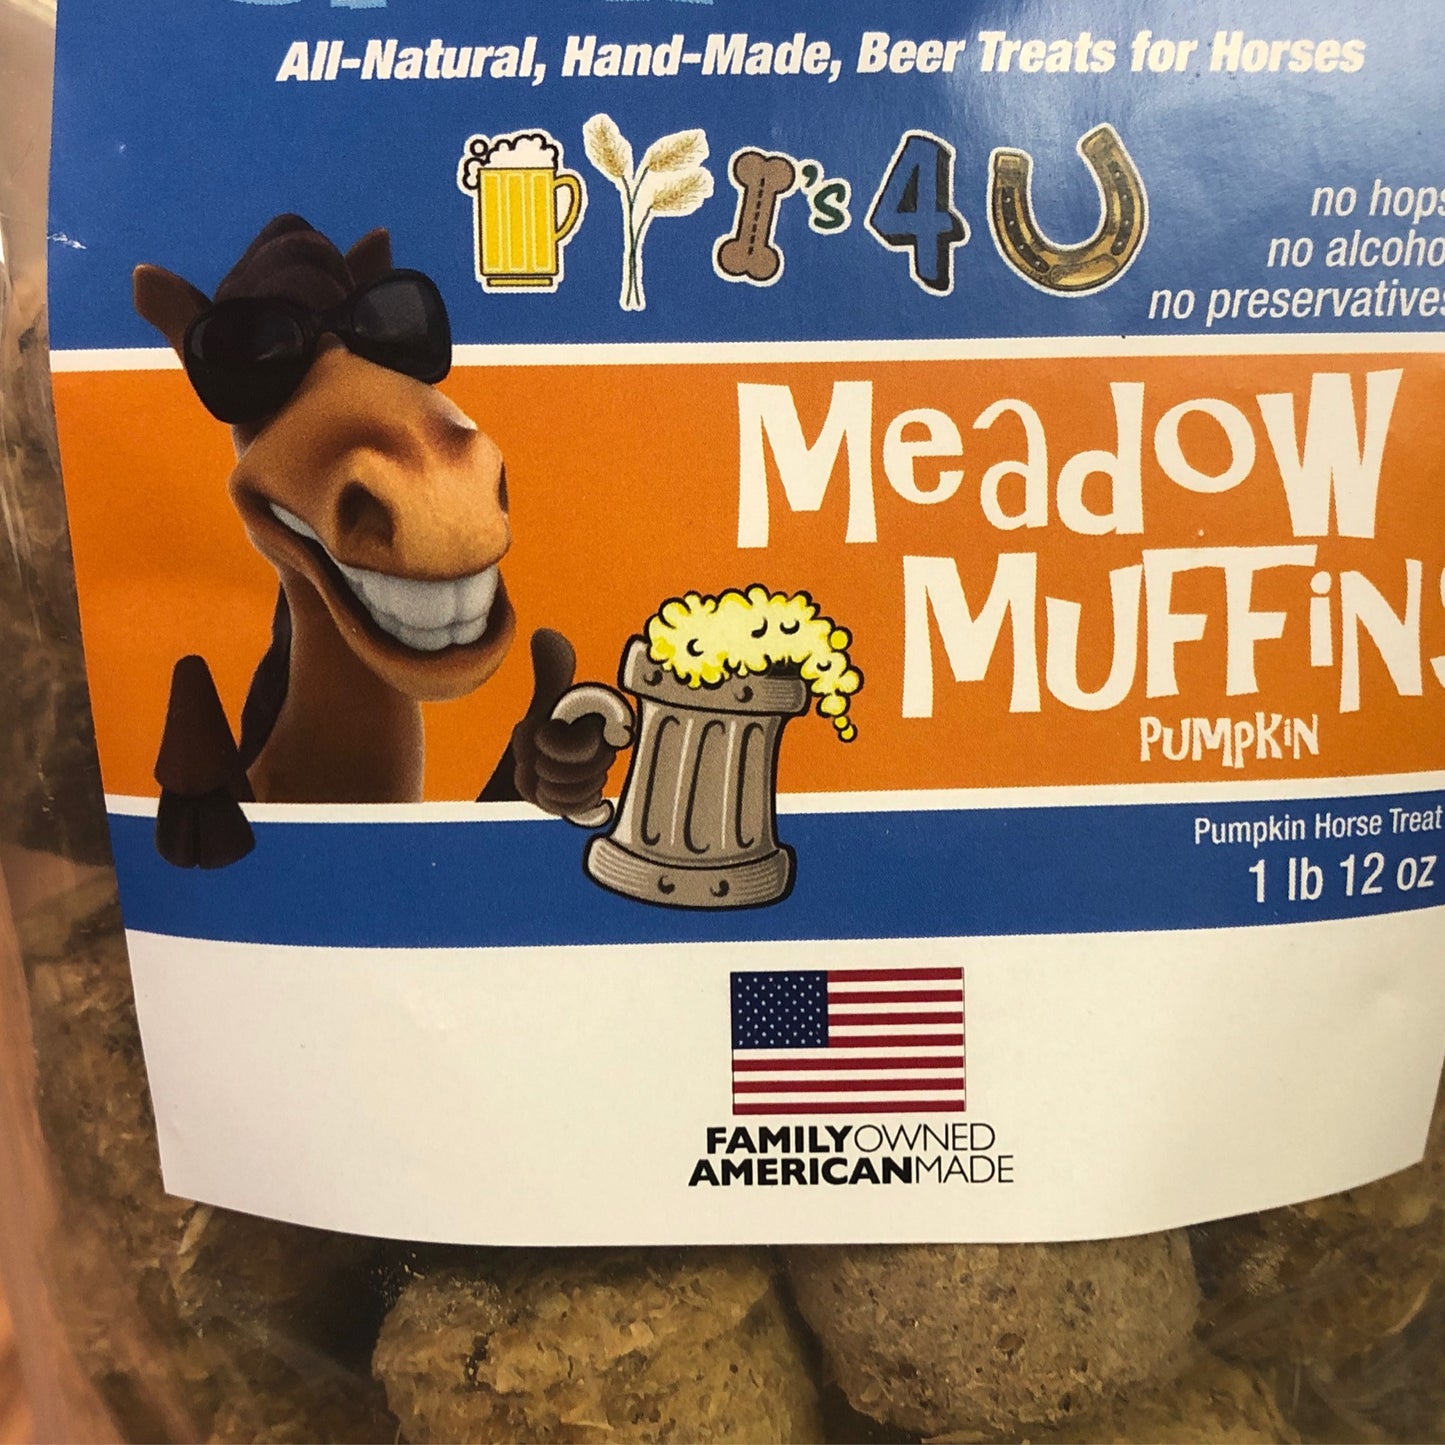 All-Natural, Hand-Made, Beer Treats for Horses
's 4
no hops
no alcoho
no preservatives
Meadow
Muffins
Pumpkin
Pumpkin Horse Treat
1 lb 12 oz
FAMILYOWNED
AMERICANMADE